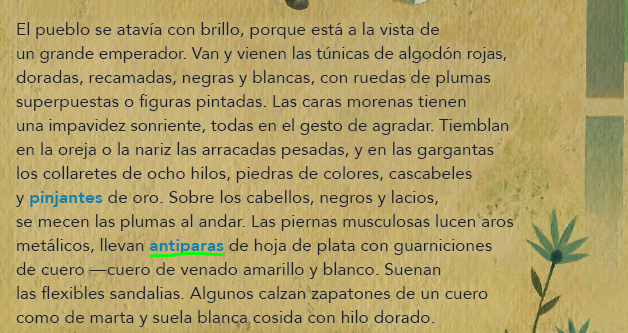 El pueblo se atavía con brillo, porque está a la vista de
un grande emperador. Van y vienen las túnicas de algodón rojas,
doradas, recamadas, negras y blancas, con ruedas de plumas
superpuestas o figuras pintadas. Las caras morenas tienen
una impavidez sonriente, todas en el gesto de agradar. Tiemblan
en la oreja o la nariz las arracadas pesadas, y en las gargantas
los collaretes de ocho hilos, piedras de colores, cascabeles
y pinjantes de oro. Sobre los cabellos, negros y lacios,
se mecen las plumas al andar. Las piernas musculosas lucen aros
metálicos, llevan antiparas de hoja de plata con guarniciones
de cuero —cuero de venado amarillo y blanco. Suenan
las flexibles sandalias. Algunos calzan zapatones de un cuero
como de marta y suela blanca cosida con hilo dorado.